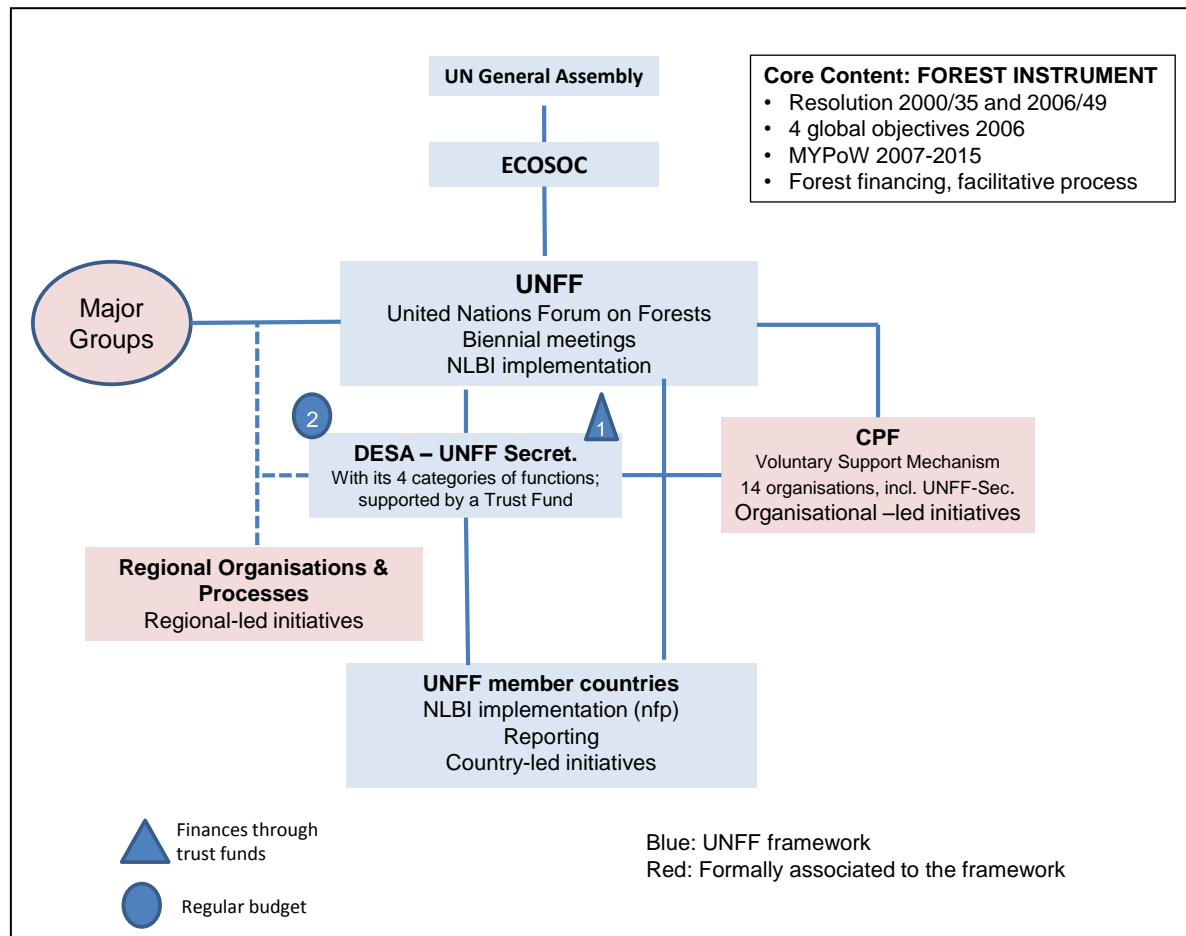 UN General Assembly
Core Content: FOREST INSTRUMENT
• Resolution 2000/35 and 2006/49
• 4 global objectives 2006
• MYPoW 2007-2015
• Forest financing, facilitative process
ECOSOC
UNFF
United Nations Forum on Forests
Biennial meetings
NLBI implementation
Major
Groups
2
1
DESA – UNFF Secret.
With its 4 categories of functions;
supported by a Trust Fund
CPF
Voluntary Support Mechanism
14 organisations, incl. UNFF-Sec.
Organisational –led initiatives
Regional Organisations &
Processes
Regional-led initiatives
UNFF member countries
NLBI implementation (nfp)
Reporting
Country-led initiatives
Finances through
trust funds
Regular budget
Blue: UNFF framework
Red: Formally associated to the framework